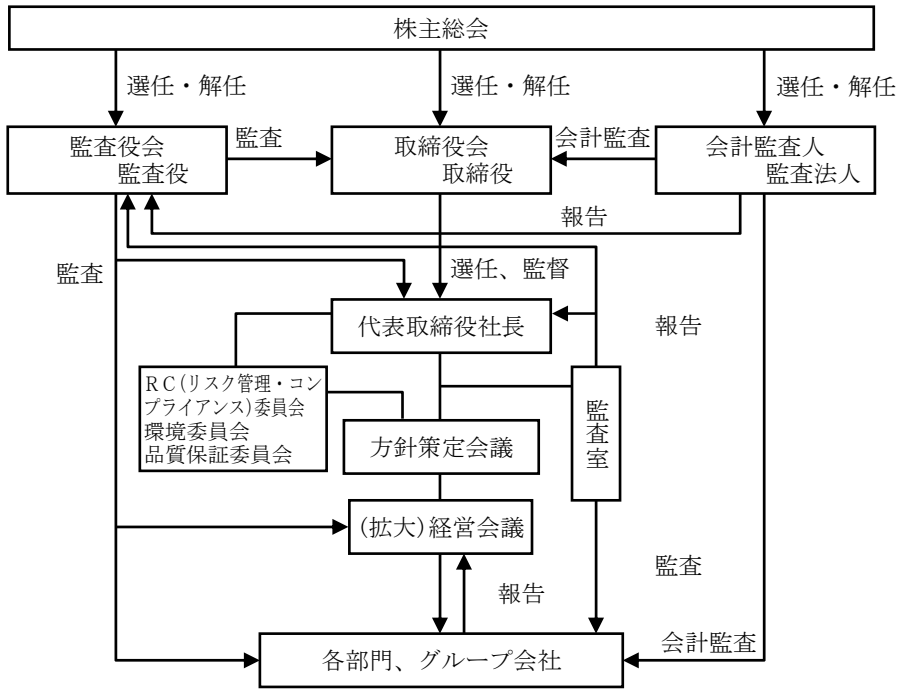 株主総会
選任・解任
選任・解任
選任・解任
監査役会
監査役
監査
取締役会
取締役
会計監査
会計監査人
監査法人
報告
監査
選任、監督
代表取締役社長
報告
RC(リスク管理・コン
プライアンス)委員会
環境委員会
品質保証委員会
監査室
方針策定会議
(拡大)経営会議
監査
報告
会計監査
各部門、グループ会社